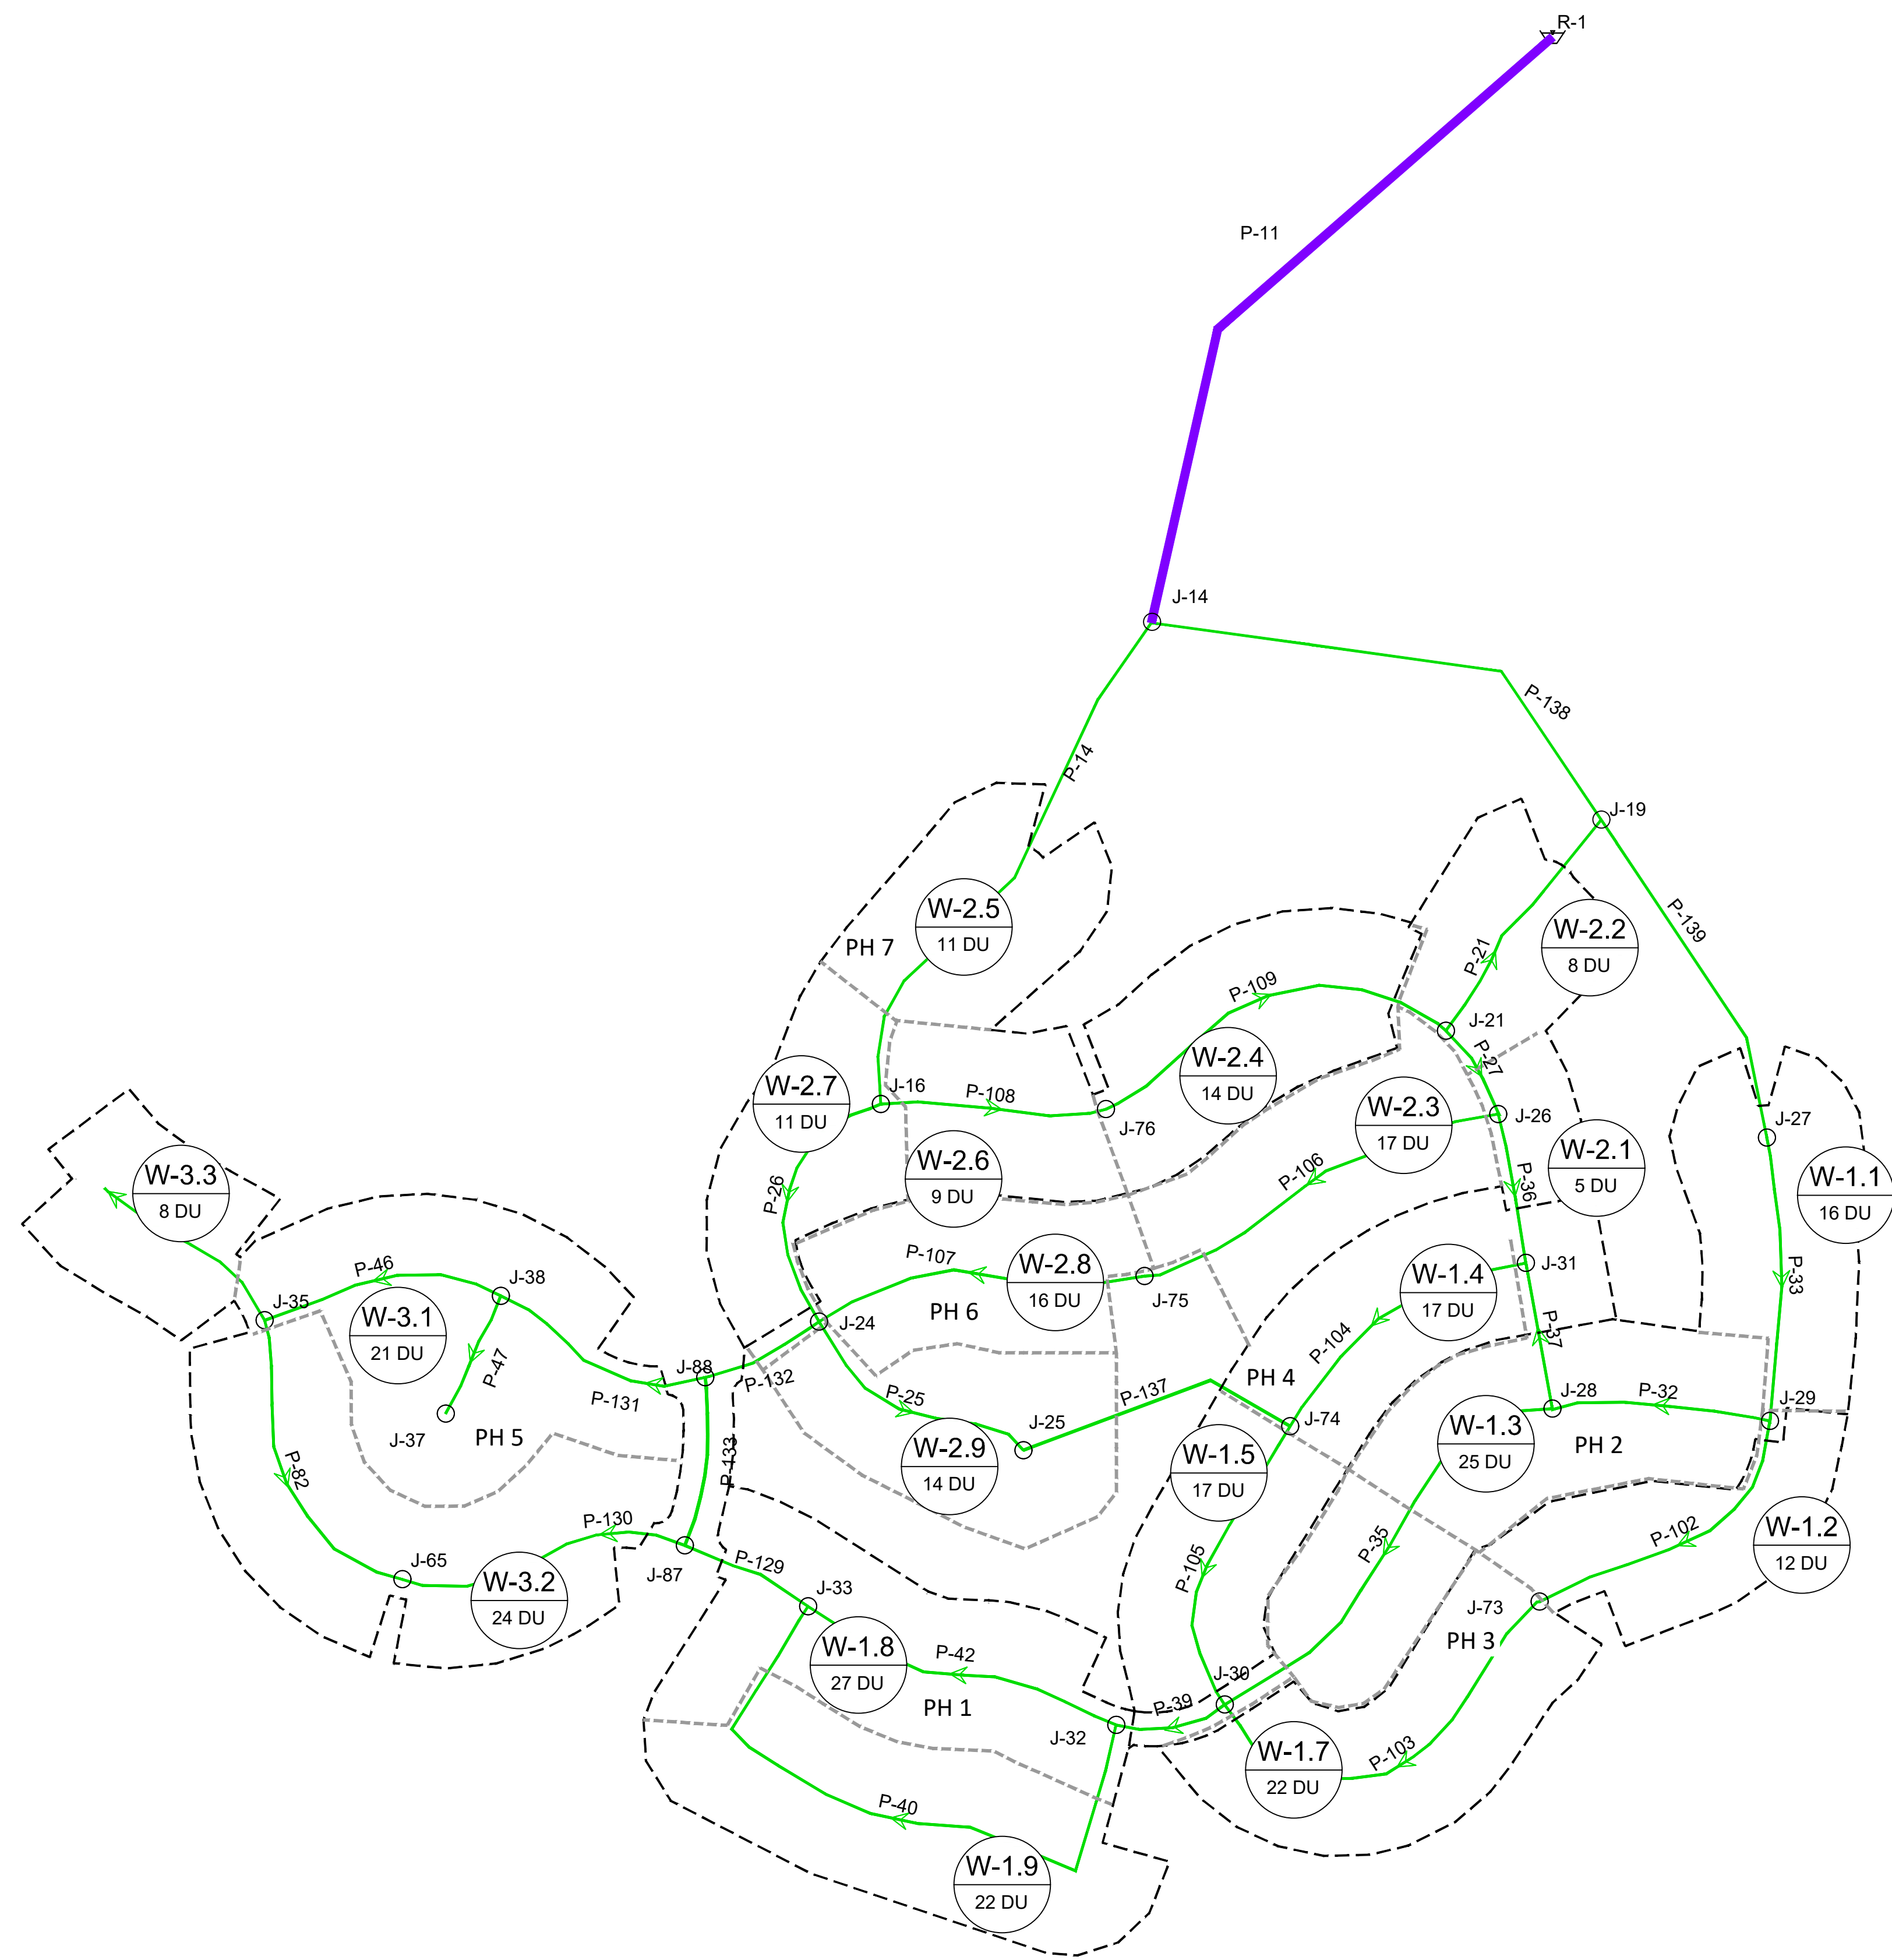 R-1
P-11
J-14
P-138
P-14
J-19
P-139
W-2.5
11 DU
PH 7
W-2.2
8 DU
P-21
P-109
J-21
P-27
W-2.4
14 DU
W-2.7
11 DU
J-16
P-108
J-76
W-2.3
17 DU
J-26
J-27
W-2.1
5 DU
W-1.1
16 DU
W-3.3
8 DU
P-26
W-2.6
9 DU
P-106
P-36
P-107
W-2.8
16 DU
J-75
J-31
W-1.4
17 DU
P-33
P-46
J-38
J-35
W-3.1
21 DU
J-24
PH 6
P-104
P-37
P-47
J-88
P-132
P-131
P-25
P-137
PH 4
J-28
P-32
J-29
J-74
J-37
PH 5
J-25
W-2.9
14 DU
W-1.5
17 DU
W-1.3
25 DU
PH 2
P-133
P-82
P-130
P-102
W-1.2
12 DU
P-35
J-65
J-87
P-129
W-3.2
24 DU
J-33
P-105
J-73
PH 3
W-1.8
27 DU
P-42
PH 1
J-30
P-39
J-32
W-1.7
22 DU
P-103
P-40
W-1.9
22 DU